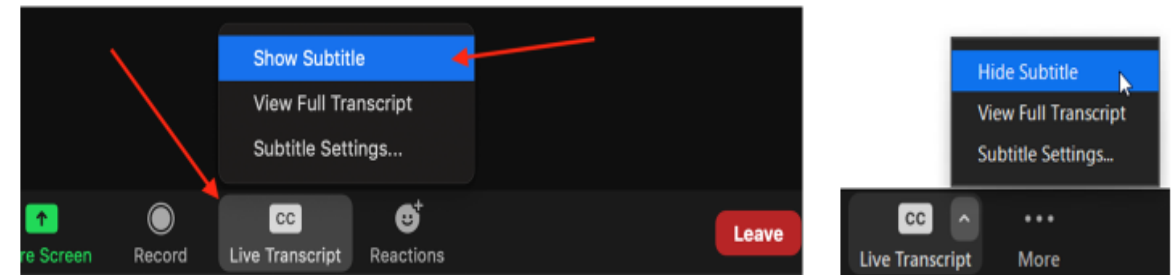 Show Subtitle
View Full Transcript
Subtitle Settings...
CC
re Screen
Record
Live Transcript
Reactions
Leave
Hide Subtitle
View Full Transcript
Subtitle Settings...
CC
Live Transcript
More